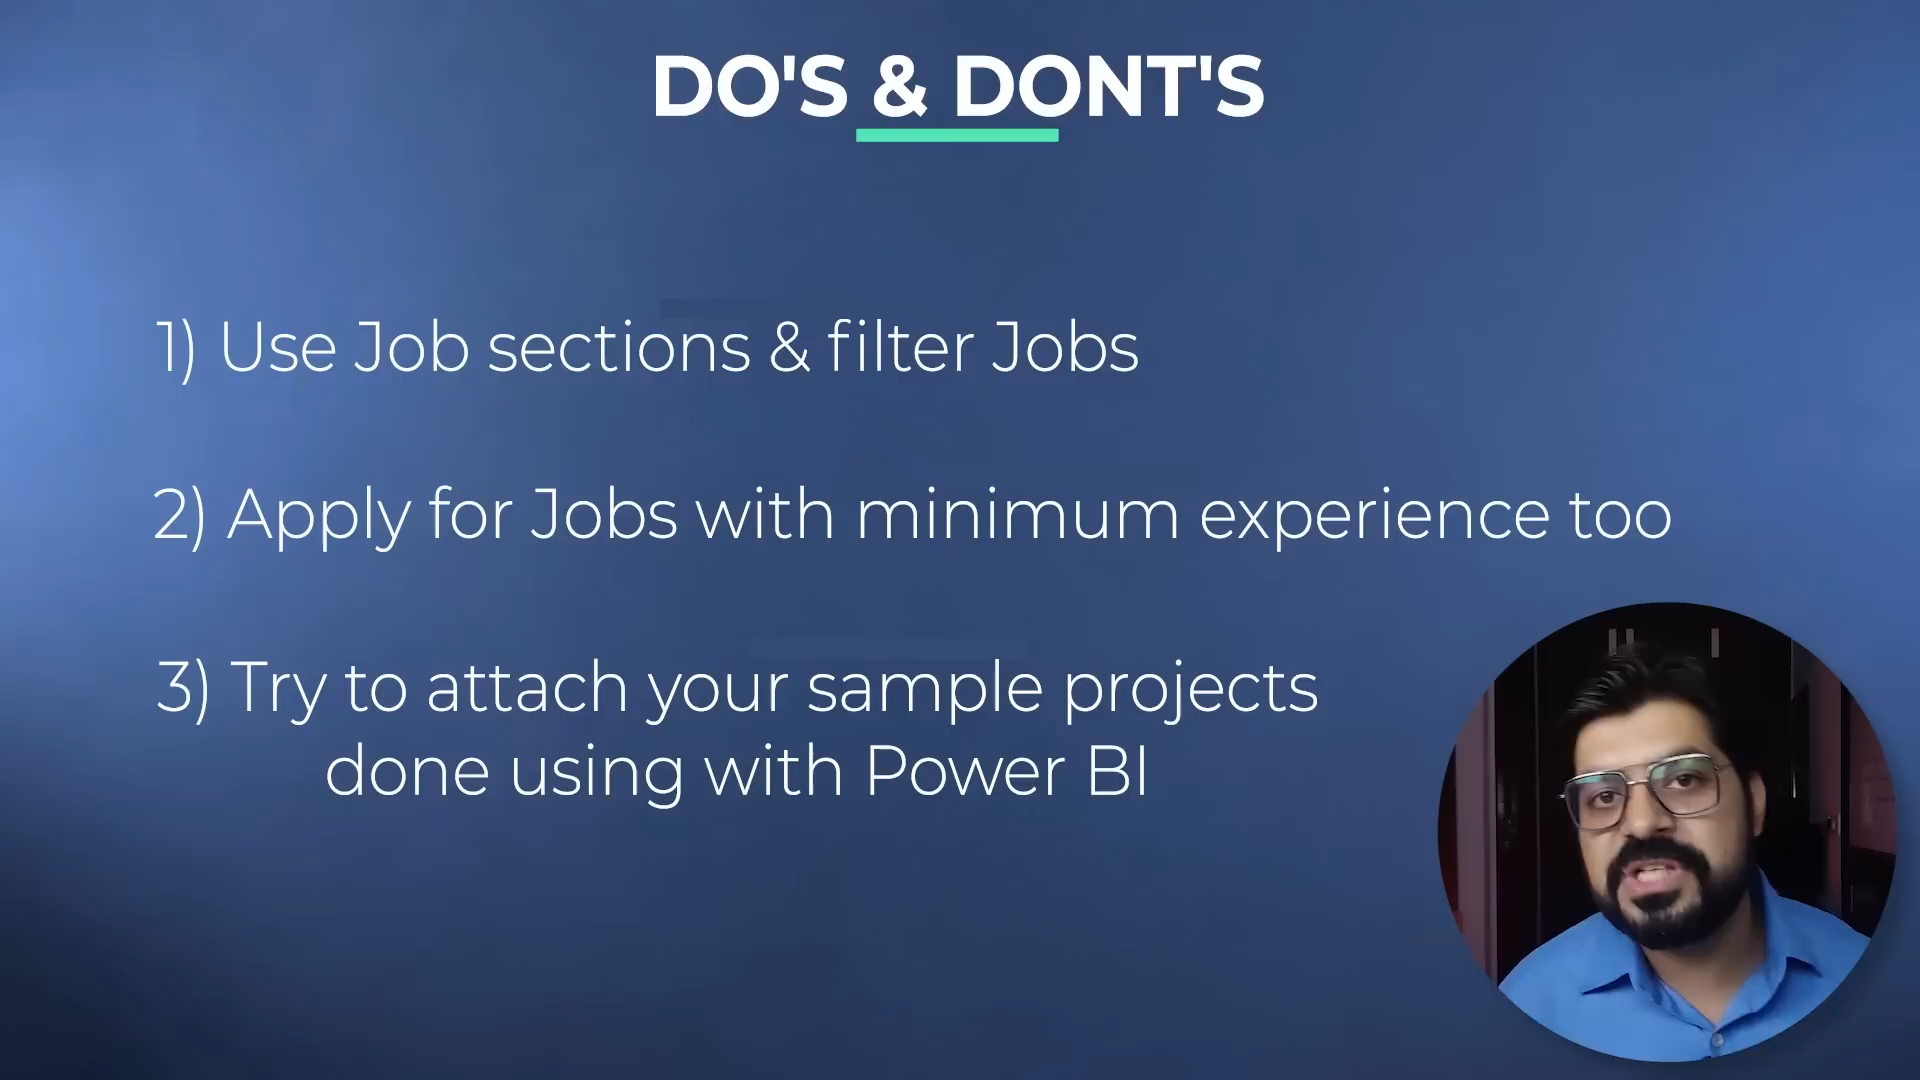 DO'S & DONT'S
1) Use Job sections & filter Jobs
2) Apply for Jobs with minimum experience too
3) Try to attach your sample projects
done using with Power BI